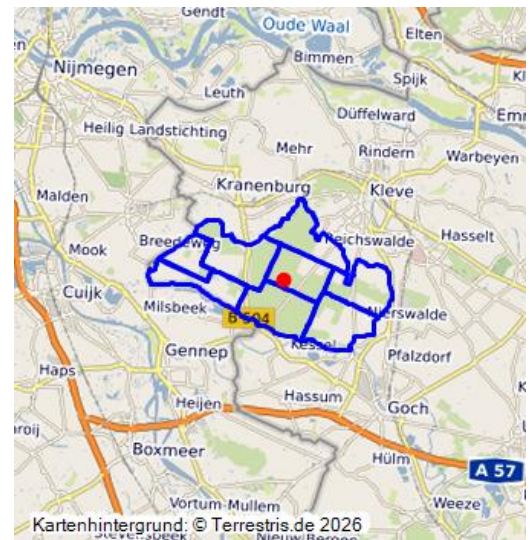 Gendt
Oude Waal
Elten
Nijmegen
Bimmen
Leuth
Spijk
Düffelward
Heilig Landstichting
Mehr
Rindern
Warbeyen
Malden
Kranenburg
Kleve
Mook
Breedeweg
Reichswalde
Hasselt
Cuijk
Milsbeek
B 504
Nierswalde
Kessel
Gennep
Pfalzdorf
Haps
Heijen
Hassum
Goch
Boxmeer
Hülm
A 57
Vortum-Mullem
Weeze
Kartenhintergrund: © Terrestris.de 2026